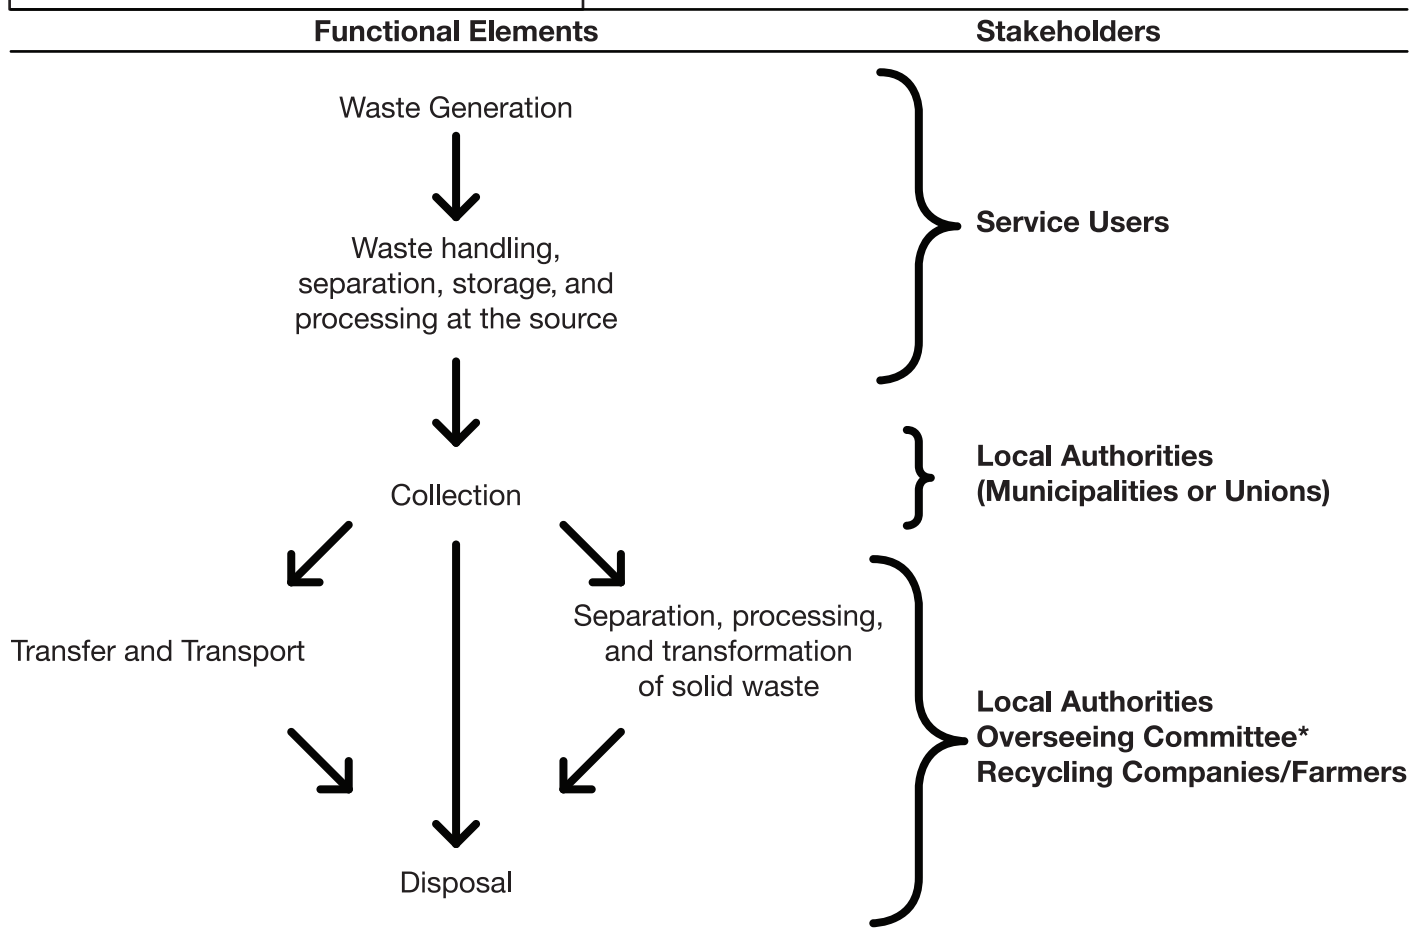 Functional Elements
Stakeholders
Waste Generation
Service Users
Waste handling,
separation, storage, and
processing at the source
Local Authorities
(Municipalities or Unions)
Collection
Transfer and Transport
Separation, processing,
and transformation
of solid waste
Local Authorities
Overseeing Committee*
Recycling Companies/Farmers
Disposal